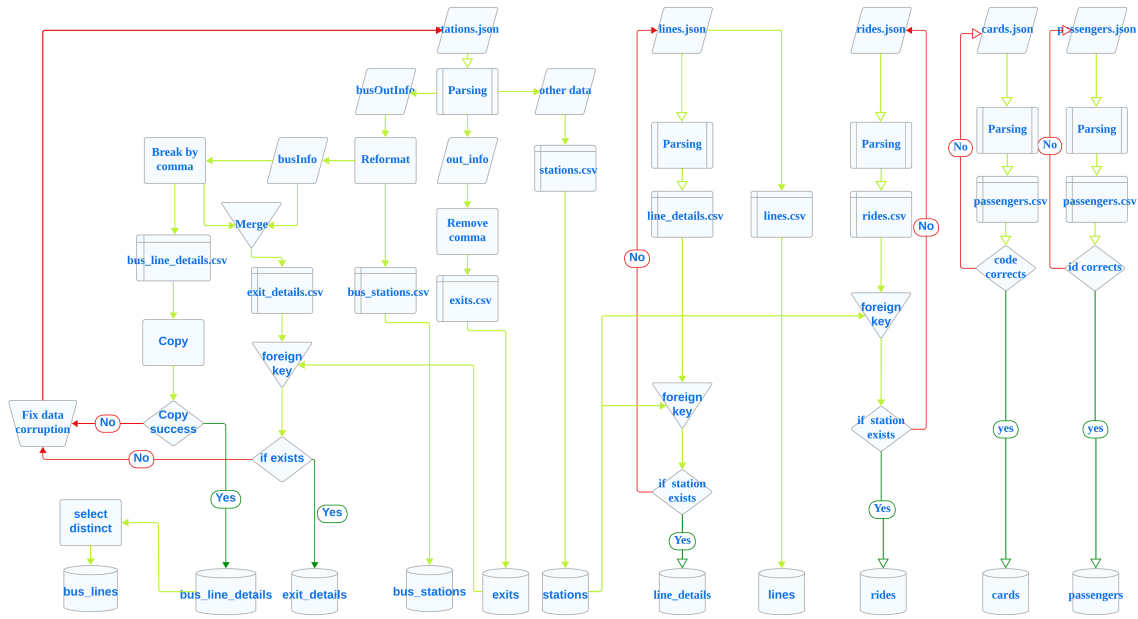 stations.json
lines.json
rides.json
cards.json
passengers.json
busOutInfo
Parsing
other data
Parsing
Parsing
Parsing
Parsing
Break by
comma
busInfo
Reformat
out_info
stations.csv
No
No
Merge
Remove
comma
line_details.csv
lines.csv
rides.csv
passengers.csv
passengers.csv
No
bus_line_details.csv
exit_details.csv
bus_stations.csv
exits.csv
No
code
corrects
id corrects
Copy
foreign
key
foreign
key
foreign
key
Fix data
corruption
No
Copy
success
No
if exists
if station
exists
yes
yes
if station
exists
Yes
Yes
Yes
Yes
select
distinct
bus_lines
bus_line_details
exit_details
bus_stations
exits
stations
line_details
lines
rides
cards
passengers